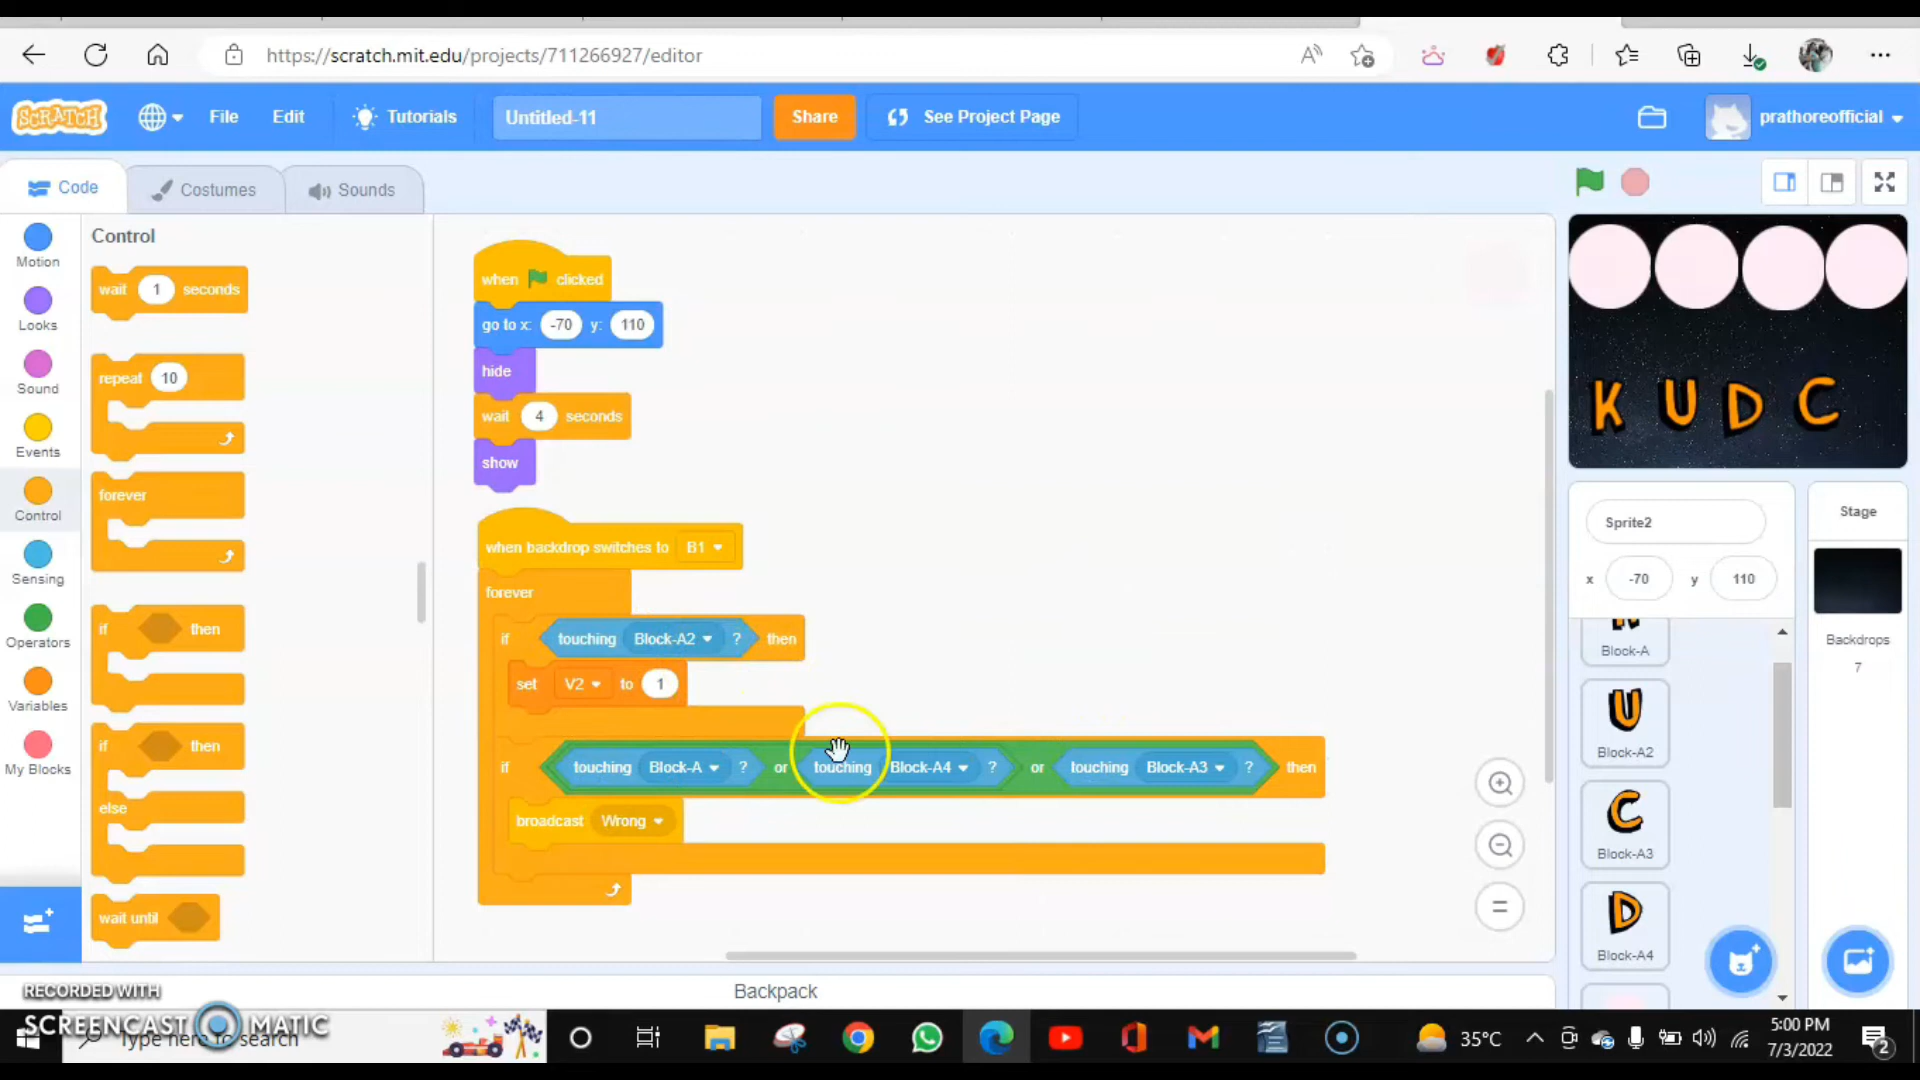 https://scratch.mit.edu/projects/711266927/editor
SCRATCH
File
Edit
Tutorials
Untitled-11
Share
See Project Page
prathoreofficial
Code
Costumes
Sounds
Motion
Looks
Sound
Events
Control
Sensing
Operators
Variables
My Blocks
Control
wait 1 seconds
repeat 10
forever
if then
if then
else
wait until
when clicked
go to x: -70 y: 110
hide
wait 4 seconds
show
when backdrop switches to B1
forever
if touching Block-A2 ? then
set V2 to 1
if touching Block-A ? or touching Block-A4 ? or touching Block-A3 ? then
broadcast Wrong
K U D C
Sprite2
x -70 y 110
Block-A
U
Block-A2
C
Block-A3
D
Block-A4
Stage
Backdrops
7
Backpack
RECORDED WITH
SCREENCAST MATIC
Type here to search
35°C
5:00 PM
7/3/2022
2